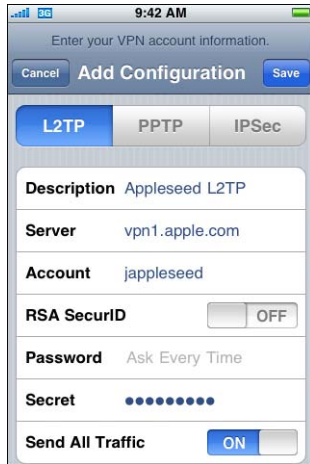 3G 9:42 AM
Enter your VPN account information.
Cancel Add Configuration Save
L2TP PPTP IPSec
Description Appleseed L2TP
Server vpn1.apple.com
Account jappleseed
RSA SecurID OFF
Password Ask Every Time
Secret ●●●●●●●●●
Send All Traffic ON